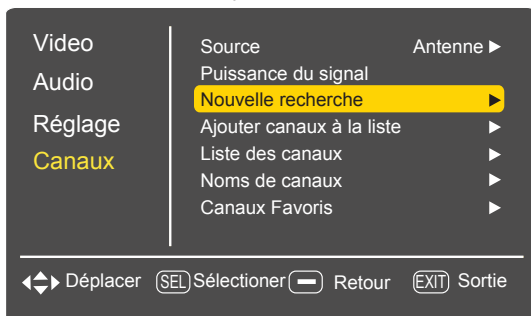 Video
Audio
Réglage
Canaux
Source Antenne
Puissance du signal
Nouvelle recherche
Ajouter canaux à la liste
Liste des canaux
Noms de canaux
Canaux Favoris
Déplacer SEL Sélectioner Retour EXIT Sortie